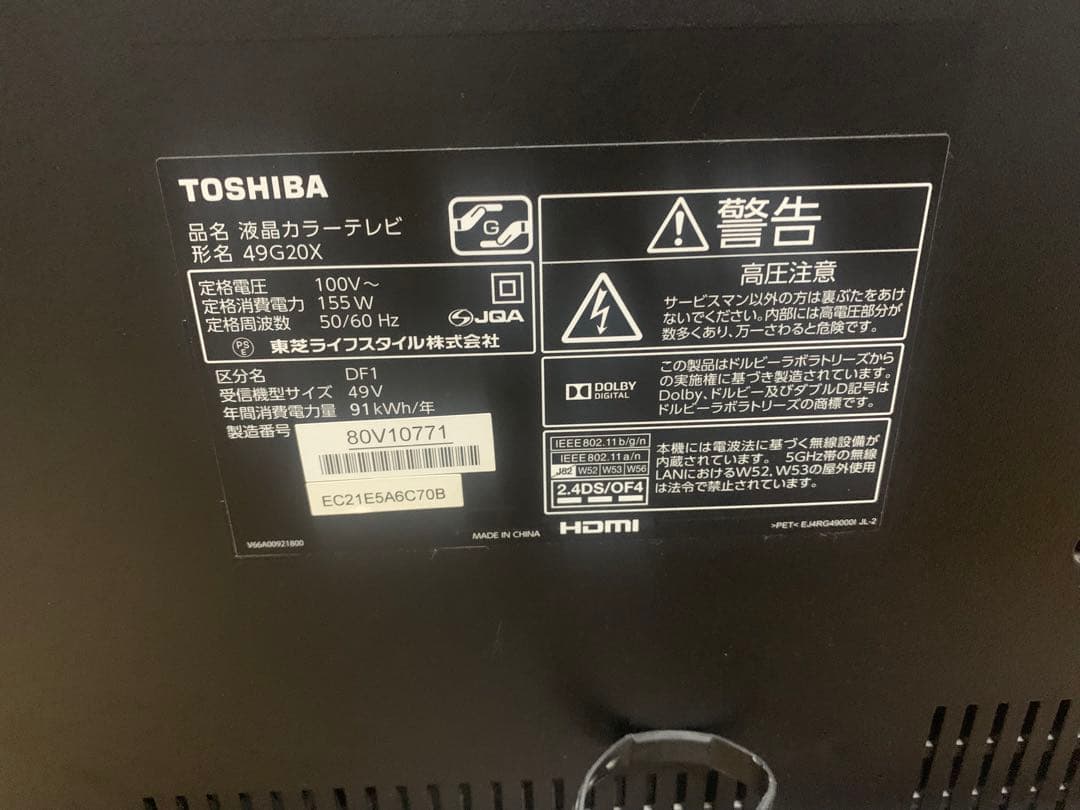 TOSHIBA
品名 液晶カラーテレビ
形名 49G20X
G
定格電圧 100V～
定格消費電力 155W
定格周波数 50/60 Hz
JQA
PSE 東芝ライフスタイル株式会社
区分名 DF1
受信機型サイズ 49V
年間消費電力量 91kWh/年
製造番号
80V10771
EC21E5A6C70B
V66A00921800
MADE IN CHINA
警告
高圧注意
サービスマン以外の方は裏ぶたをあけ
ないでください。内部には高電圧部分が
数多くあり、万一さわると危険です。
DOLBY
DIGITAL
この製品はドルビーラボラトリーズから
の実施権に基づき製造されています。
Dolby、ドルビー及びダブルD記号は
ドルビーラボラトリーズの商標です。
IEEE802.11b/g/n
IEEE802.11a/n
J52 W52 W53 W56
2.4DS/OF4
本機には電波法に基づく無線設備が
内蔵されています。 5GHz帯の無線
LANにおけるW52、W53の屋外使用
は法令で禁止されています。
HDMI
>PET< EJ4RG49000I JL-2